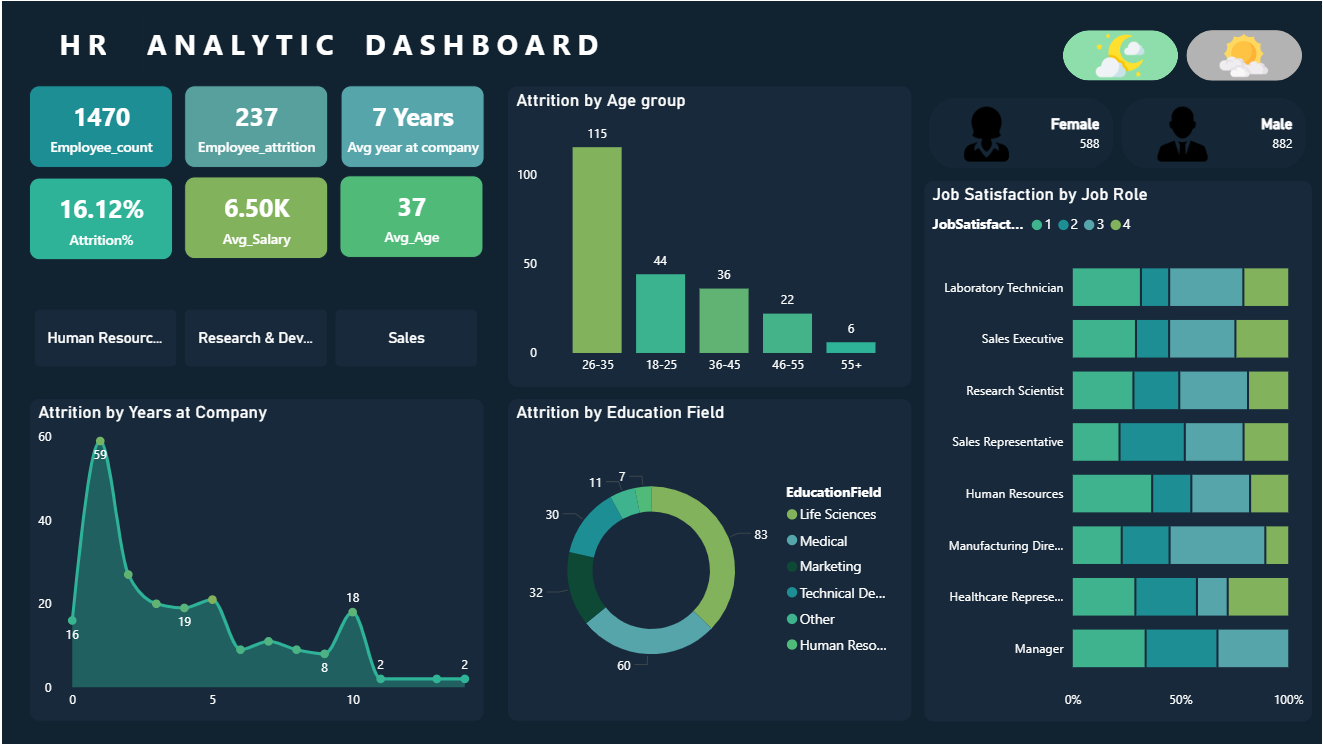 HR ANALYTIC DASHBOARD
1470
Employee_count
237
Employee_attrition
7 Years
Avg year at company
16.12%
Attrition%
6.50K
Avg_Salary
37
Avg_Age
Human Resourc...
Research & Dev...
Sales
Attrition by Age group
115
100
44
36
50
22
6
0
26-35 18-25 36-45 46-55 55+
Female
588
Male
882
Job Satisfaction by Job Role
JobSatisfact... 1 2 3 4
Laboratory Technician
Sales Executive
Research Scientist
Sales Representative
Human Resources
Manufacturing Dire...
Healthcare Represe...
Manager
0% 50% 100%
Attrition by Years at Company
60
59
40
20
19
18
16
8
2
2
0
0 5 10
Attrition by Education Field
7
11
30
83
32
60
EducationField
Life Sciences
Medical
Marketing
Technical De...
Other
Human Reso...